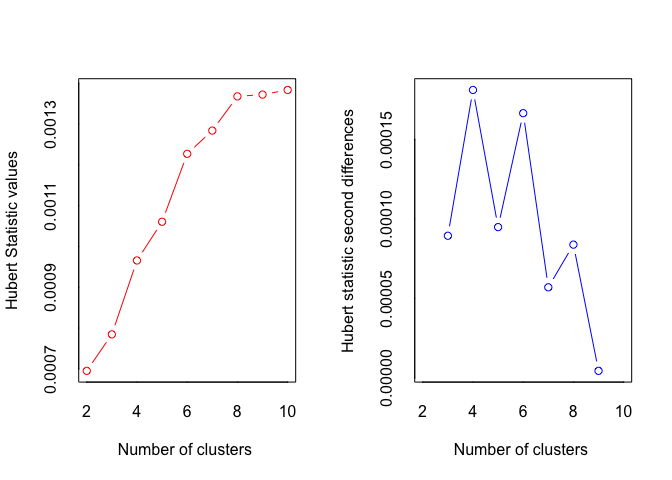 Hubert Statistic values
0.0007 0.0009 0.0011 0.0013
2 4 6 8 10
Number of clusters
Hubert statistic second differences
0.00000 0.00005 0.00010 0.00015
2 4 6 8 10
Number of clusters